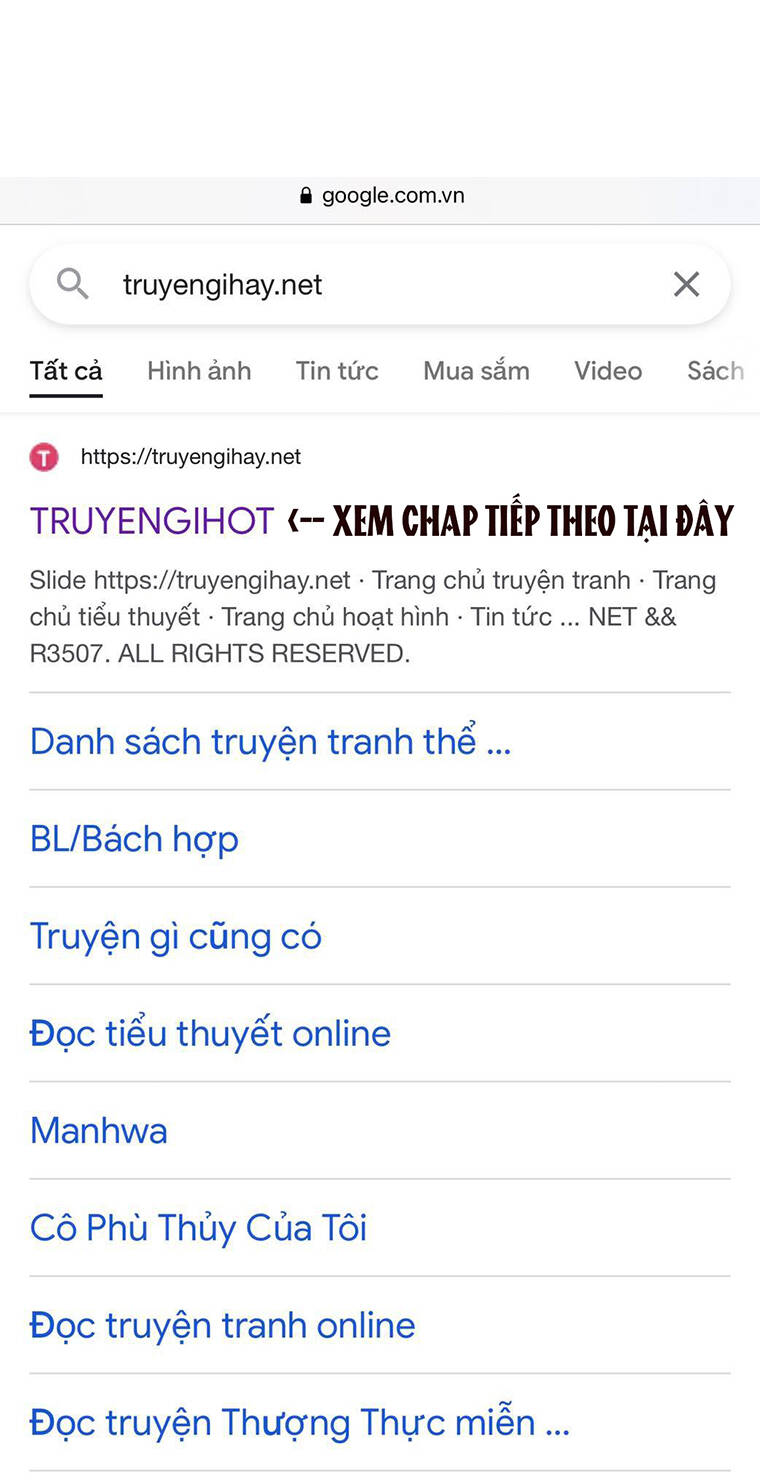 google.com.vn
truyengihay.net
Tất cả Hình ảnh Tin tức Mua sắm Video Sách
T https://truyengihay.net
TRUYENGIHOT <-- XEM CHAP TIẾP THEO TẠI ĐÂY
Slide https://truyengihay.net · Trang chủ truyện tranh · Trang
chủ tiểu thuyết · Trang chủ hoạt hình · Tin tức ... NET &&
R3507. ALL RIGHTS RESERVED.
Danh sách truyện tranh thể ...
BL/Bách hợp
Truyện gì cũng có
Đọc tiểu thuyết online
Manhwa
Cô Phù Thủy Của Tôi
Đọc truyện tranh online
Đọc truyện Thượng Thực miễn ...